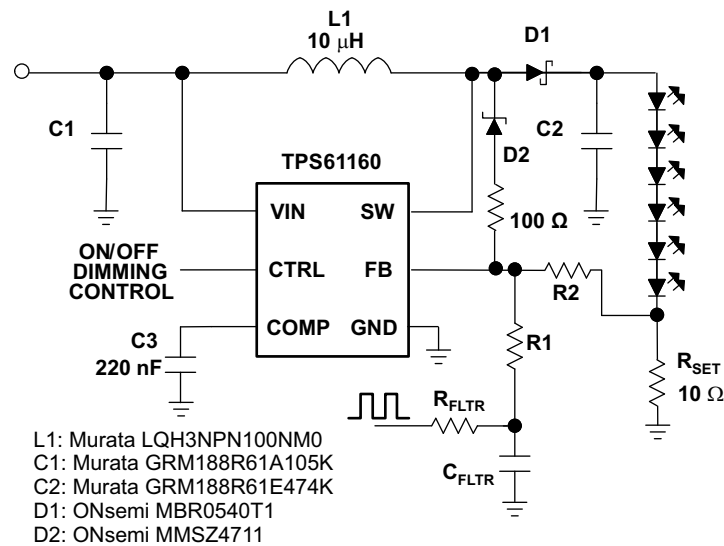 L1
10 μH
D1
C1
D2
C2
TPS61160
VIN
SW
100 Ω
ON/OFF
DIMMING
CONTROL
CTRL
FB
R2
COMP
GND
C3
220 nF
R1
RSET
10 Ω
RFLTR
CFLTR
L1: Murata LQH3NPN100NM0
C1: Murata GRM188R61A105K
C2: Murata GRM188R61E474K
D1: ONsemi MBR0540T1
D2: ONsemi MMSZ4711